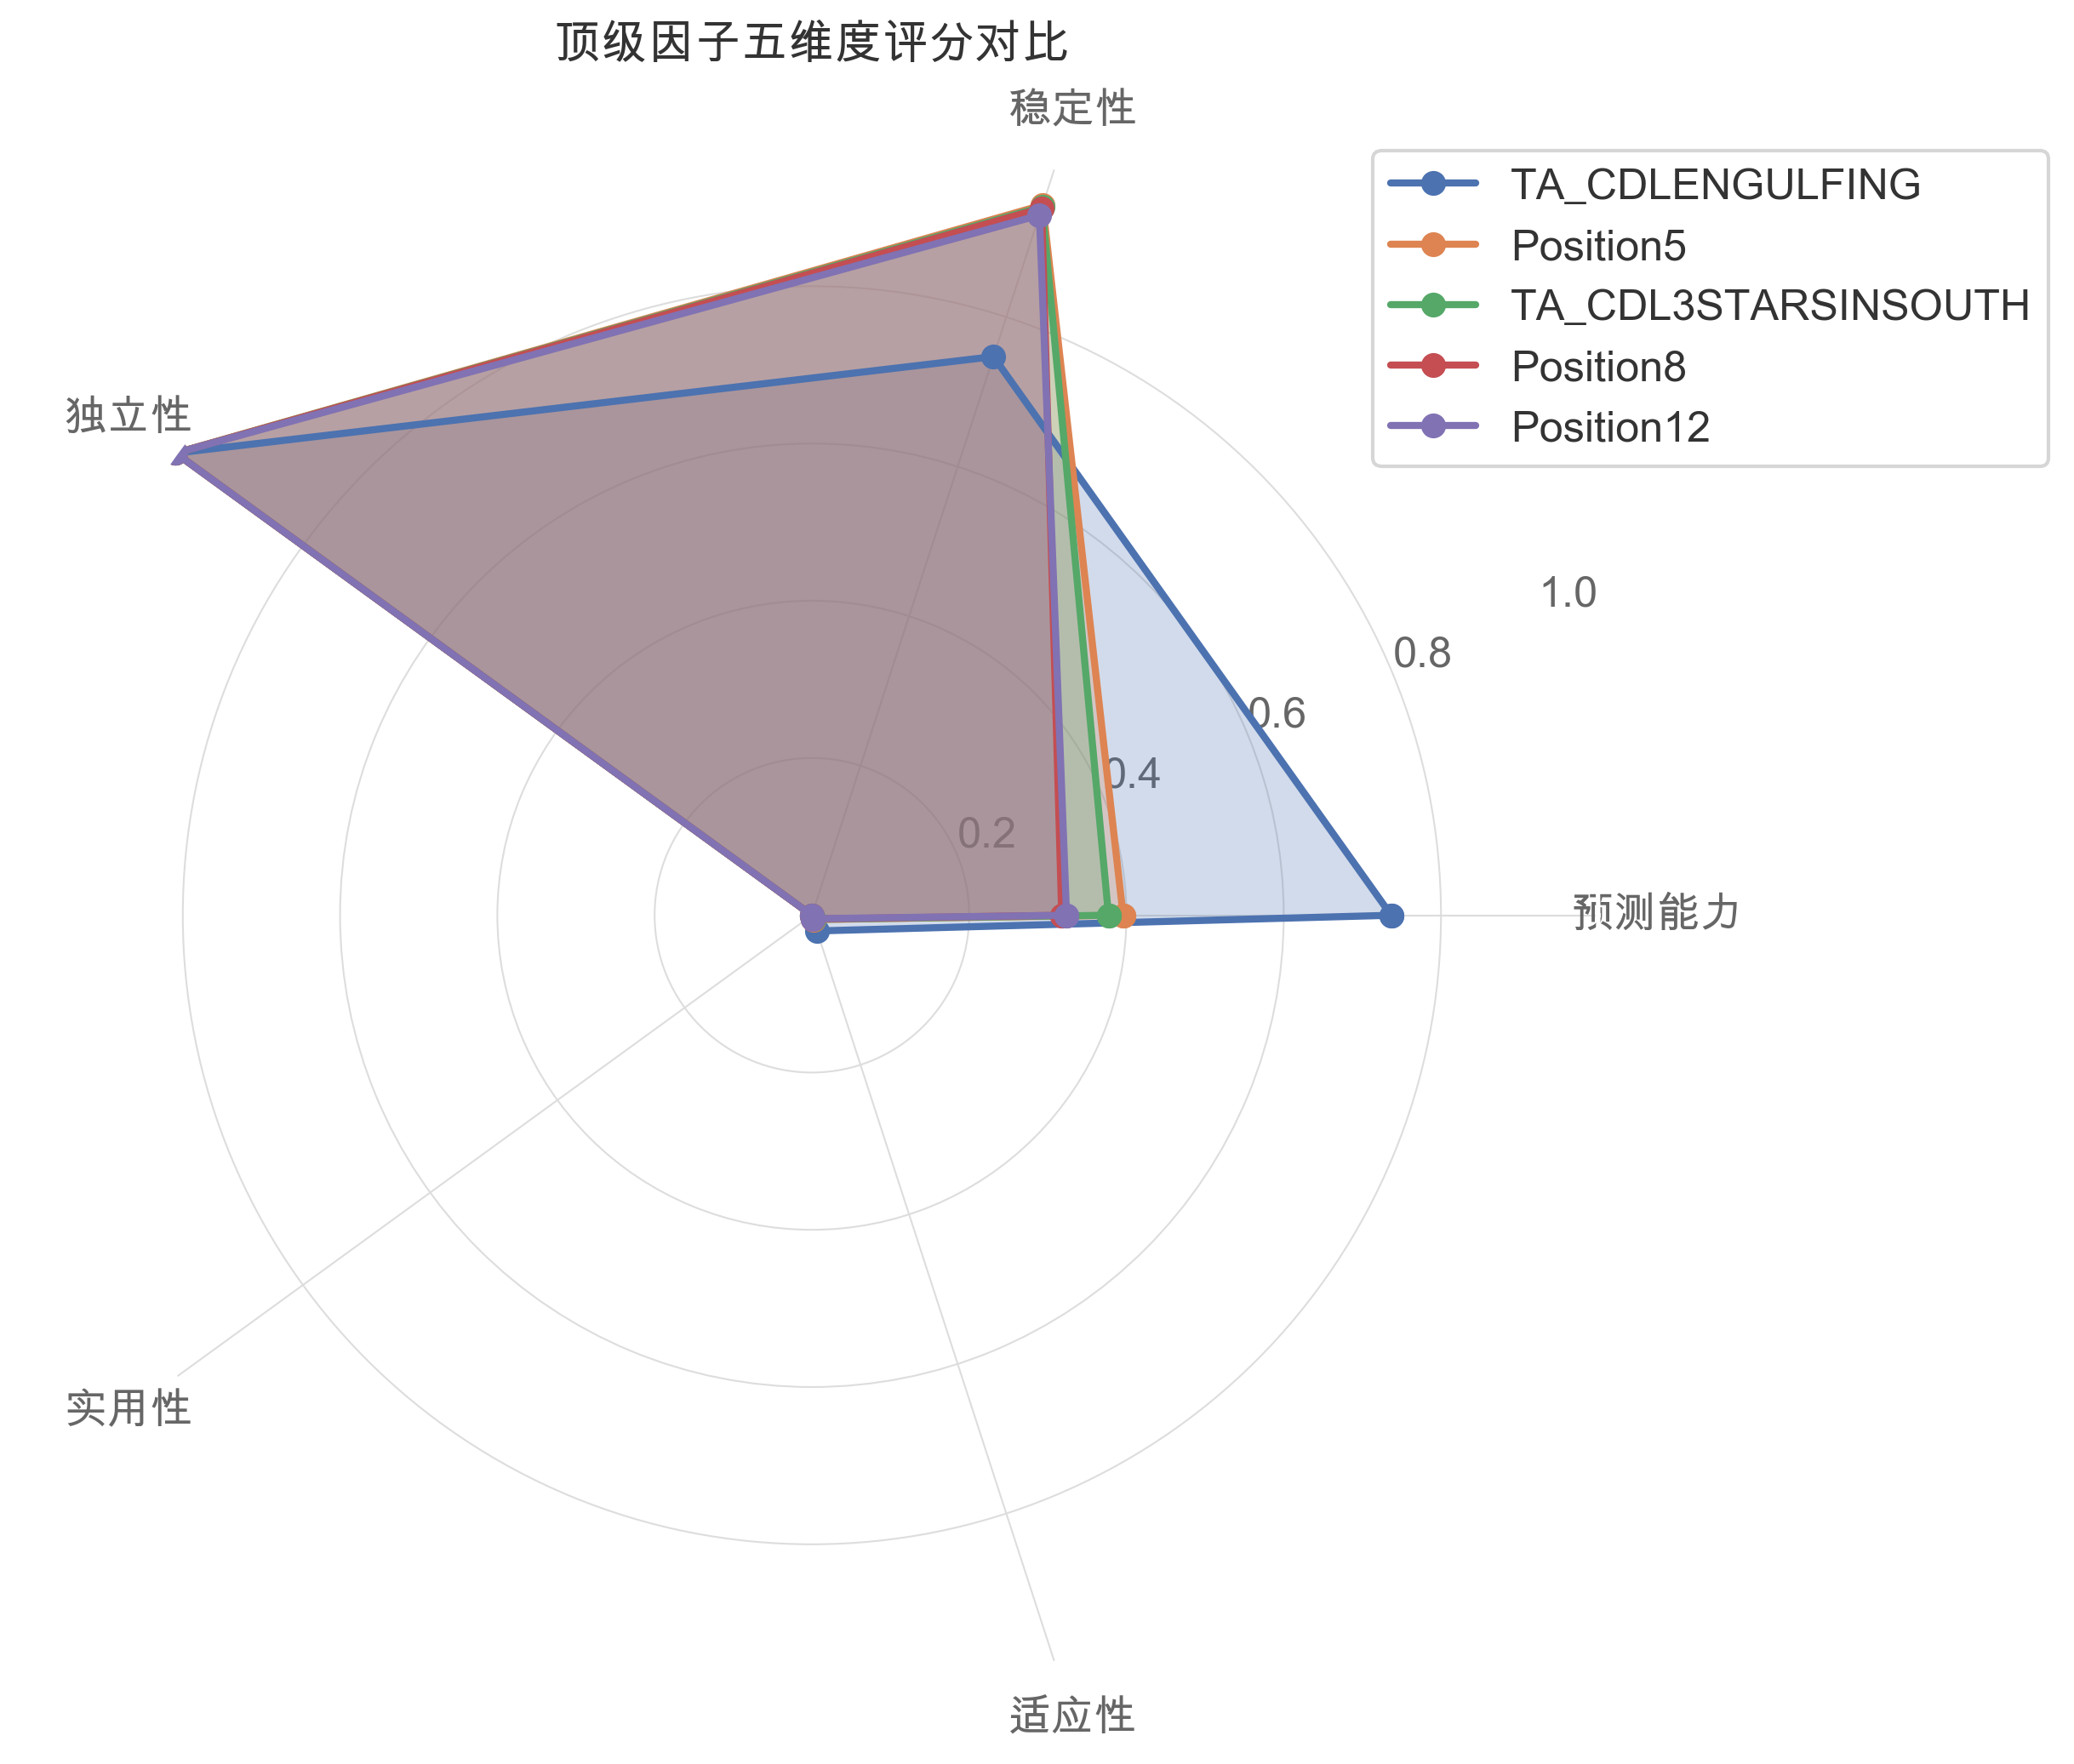 顶级因子五维度评分对比
稳定性
TA_CDLENGULFING
Position5
TA_CDL3STARSINSOUTH
Position8
Position12
独立性
1.0
0.8
0.6
0.4
0.2
预测能力
实用性
适应性